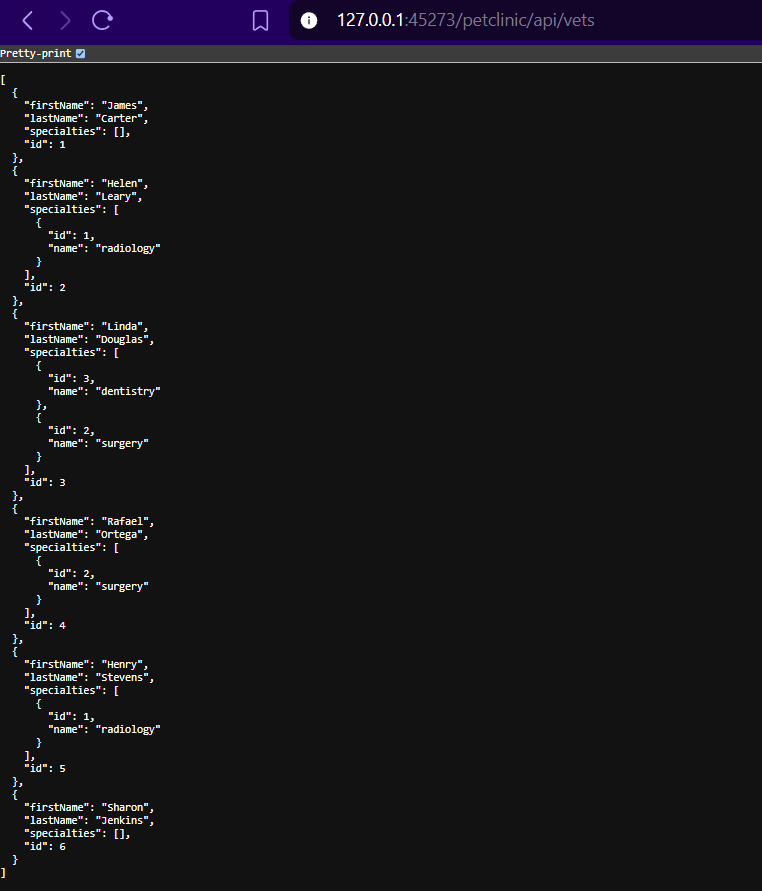 127.0.0.1:45273/petclinic/api/vets
Pretty-print
[
  {
    "firstName": "James",
    "lastName": "Carter",
    "specialties": [],
    "id": 1
  },
  {
    "firstName": "Helen",
    "lastName": "Leary",
    "specialties": [
      {
        "id": 1,
        "name": "radiology"
      }
    ],
    "id": 2
  },
  {
    "firstName": "Linda",
    "lastName": "Douglas",
    "specialties": [
      {
        "id": 3,
        "name": "dentistry"
      },
      {
        "id": 2,
        "name": "surgery"
      }
    ],
    "id": 3
  },
  {
    "firstName": "Rafael",
    "lastName": "Ortega",
    "specialties": [
      {
        "id": 2,
        "name": "surgery"
      }
    ],
    "id": 4
  },
  {
    "firstName": "Henry",
    "lastName": "Stevens",
    "specialties": [
      {
        "id": 1,
        "name": "radiology"
      }
    ],
    "id": 5
  },
  {
    "firstName": "Sharon",
    "lastName": "Jenkins",
    "specialties": [],
    "id": 6
  }
]